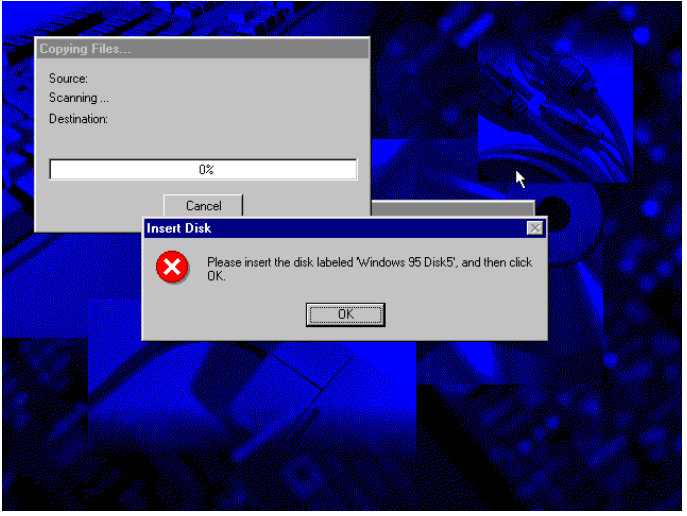 Copying Files...
Source:
Scanning ...
Destination:
0%
Cancel
Insert Disk
Please insert the disk labeled 'Windows 95 Disk5', and then click
OK.
OK